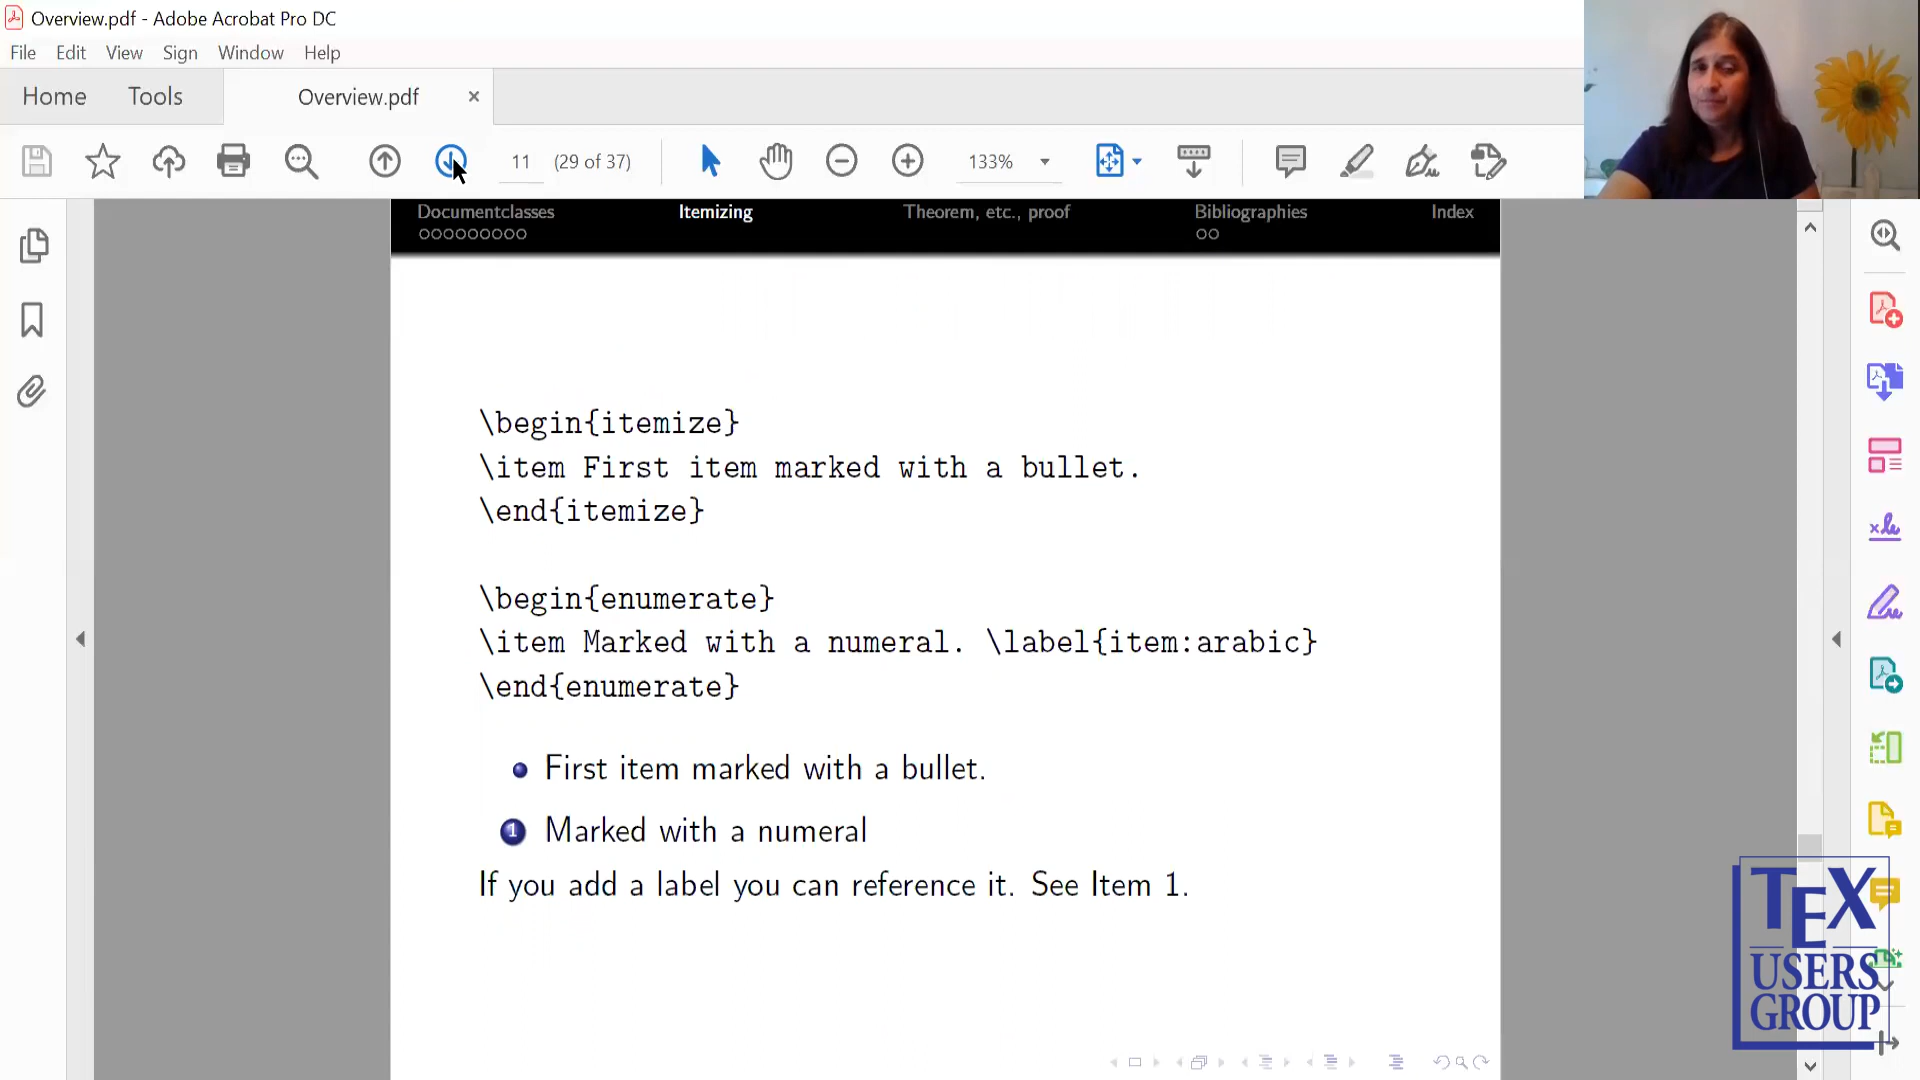 Overview.pdf - Adobe Acrobat Pro DC
File Edit View Sign Window Help
Home Tools Overview.pdf ×
11 (29 of 37) 133%
Documentclasses Itemizing Theorem, etc., proof Bibliographies Index
\begin{itemize}
\item First item marked with a bullet.
\end{itemize}
\begin{enumerate}
\item Marked with a numeral. \label{item:arabic}
\end{enumerate}
First item marked with a bullet.
1 Marked with a numeral
If you add a label you can reference it. See Item 1.
TEX
USERS
GROUP